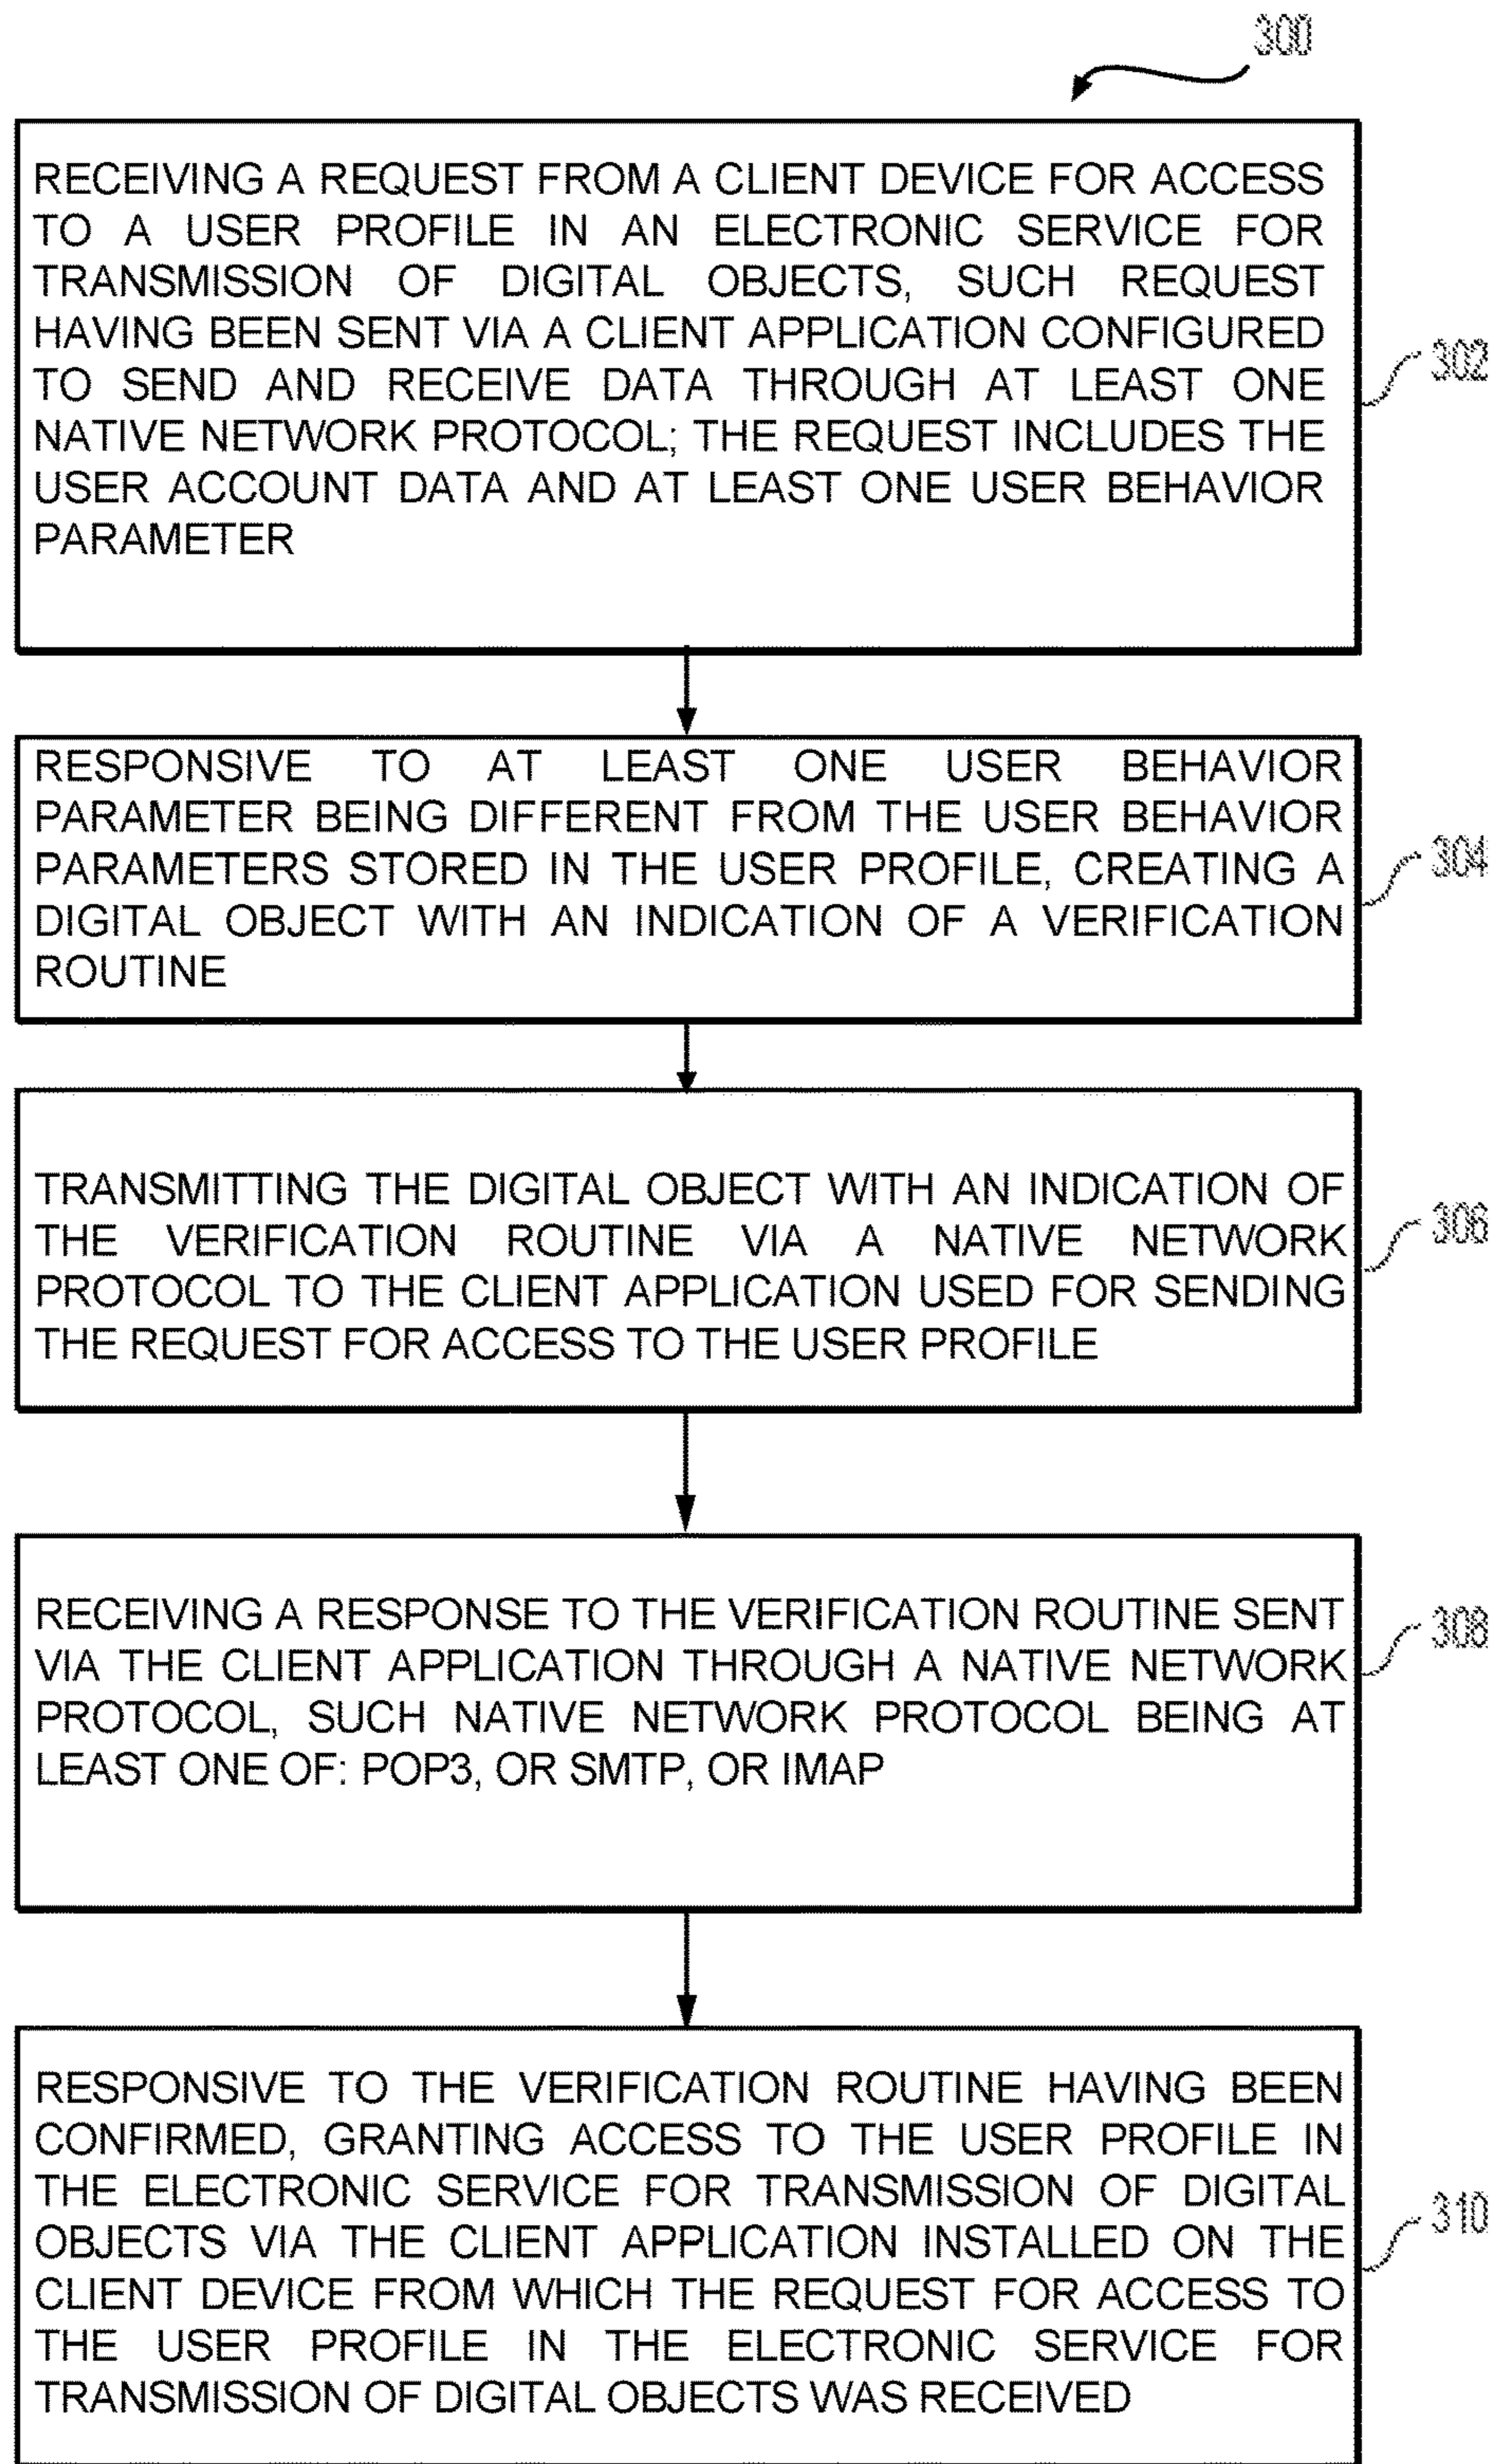 300
RECEIVING A REQUEST FROM A CLIENT DEVICE FOR ACCESS
TO A USER PROFILE IN AN ELECTRONIC SERVICE FOR
TRANSMISSION OF DIGITAL OBJECTS, SUCH REQUEST
HAVING BEEN SENT VIA A CLIENT APPLICATION CONFIGURED
TO SEND AND RECEIVE DATA THROUGH AT LEAST ONE
NATIVE NETWORK PROTOCOL; THE REQUEST INCLUDES THE
USER ACCOUNT DATA AND AT LEAST ONE USER BEHAVIOR
PARAMETER
302
RESPONSIVE TO AT LEAST ONE USER BEHAVIOR
PARAMETER BEING DIFFERENT FROM THE USER BEHAVIOR
PARAMETERS STORED IN THE USER PROFILE, CREATING A
DIGITAL OBJECT WITH AN INDICATION OF A VERIFICATION
ROUTINE
304
TRANSMITTING THE DIGITAL OBJECT WITH AN INDICATION OF
THE VERIFICATION ROUTINE VIA A NATIVE NETWORK
PROTOCOL TO THE CLIENT APPLICATION USED FOR SENDING
THE REQUEST FOR ACCESS TO THE USER PROFILE
306
RECEIVING A RESPONSE TO THE VERIFICATION ROUTINE SENT
VIA THE CLIENT APPLICATION THROUGH A NATIVE NETWORK
PROTOCOL, SUCH NATIVE NETWORK PROTOCOL BEING AT
LEAST ONE OF: POP3, OR SMTP, OR IMAP
308
RESPONSIVE TO THE VERIFICATION ROUTINE HAVING BEEN
CONFIRMED, GRANTING ACCESS TO THE USER PROFILE IN
THE ELECTRONIC SERVICE FOR TRANSMISSION OF DIGITAL
OBJECTS VIA THE CLIENT APPLICATION INSTALLED ON THE
CLIENT DEVICE FROM WHICH THE REQUEST FOR ACCESS TO
THE USER PROFILE IN THE ELECTRONIC SERVICE FOR
TRANSMISSION OF DIGITAL OBJECTS WAS RECEIVED
310